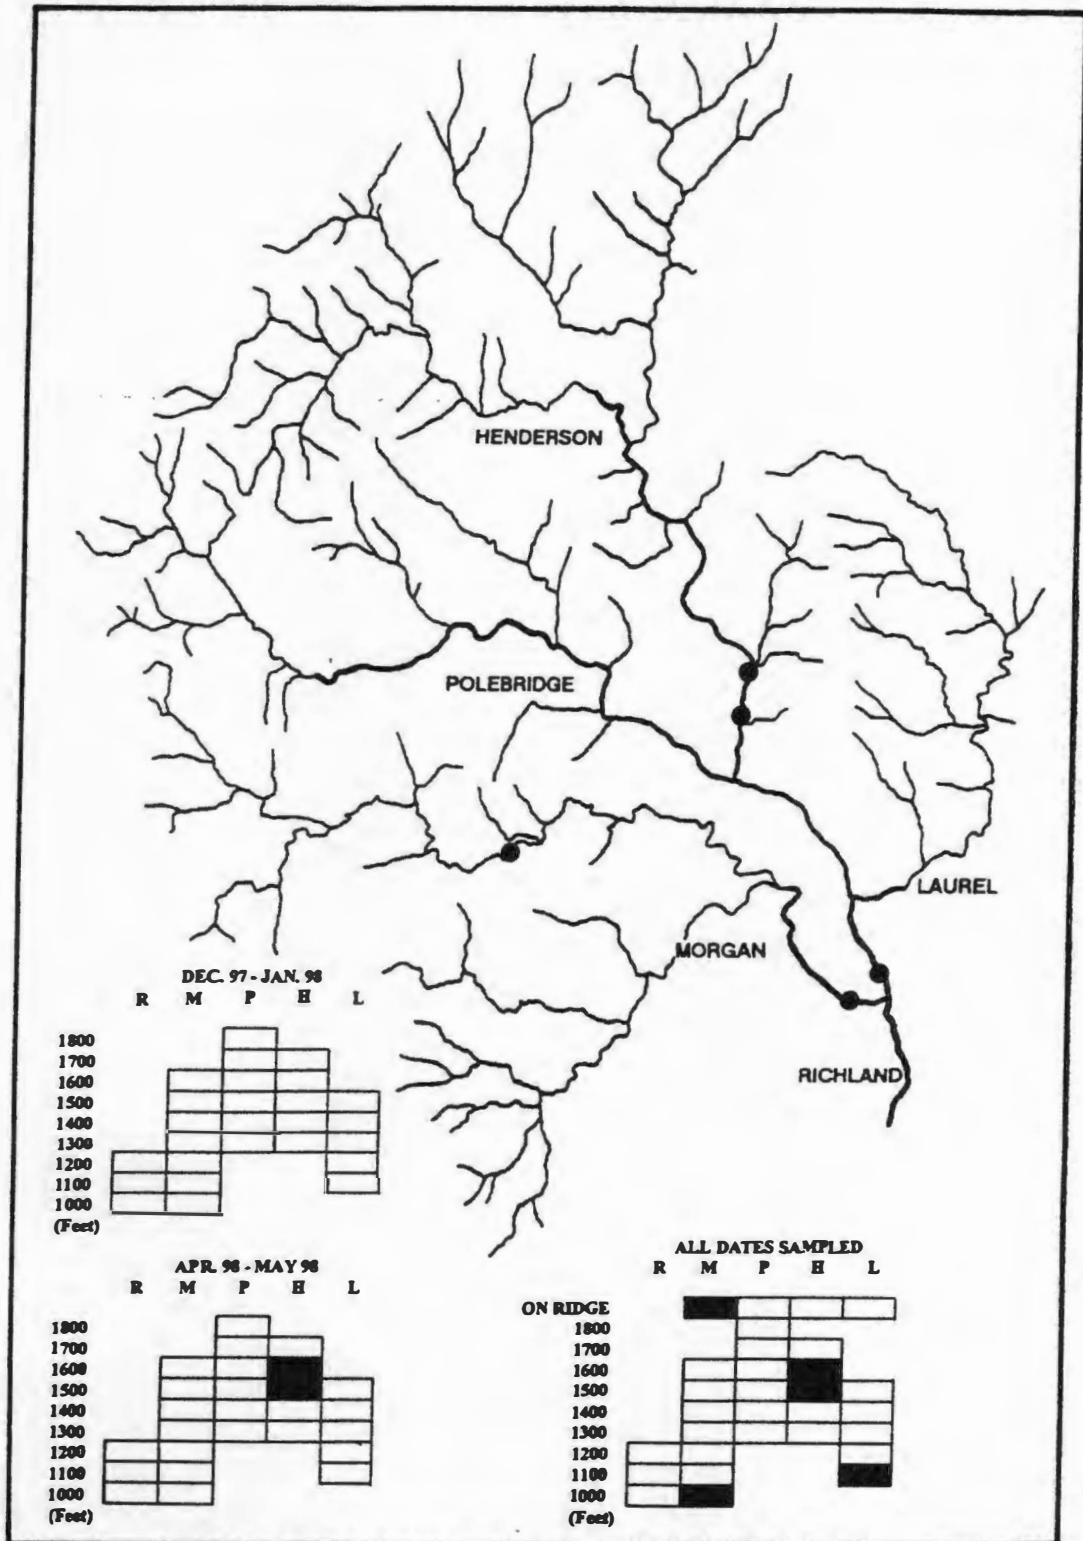 HENDERSON
POLEBRIDGE
LAUREL
MORGAN
RICHLAND
DEC. 97 - JAN. 98
R M P H L
1800
1700
1600
1500
1400
1300
1200
1100
1000
(Feet)
APR. 98 - MAY 98
R M P H L
1800
1700
1600
1500
1400
1300
1200
1100
1000
(Feet)
ALL DATES SAMPLED
R M P H L
ON RIDGE
1800
1700
1600
1500
1400
1300
1200
1100
1000
(Feet)